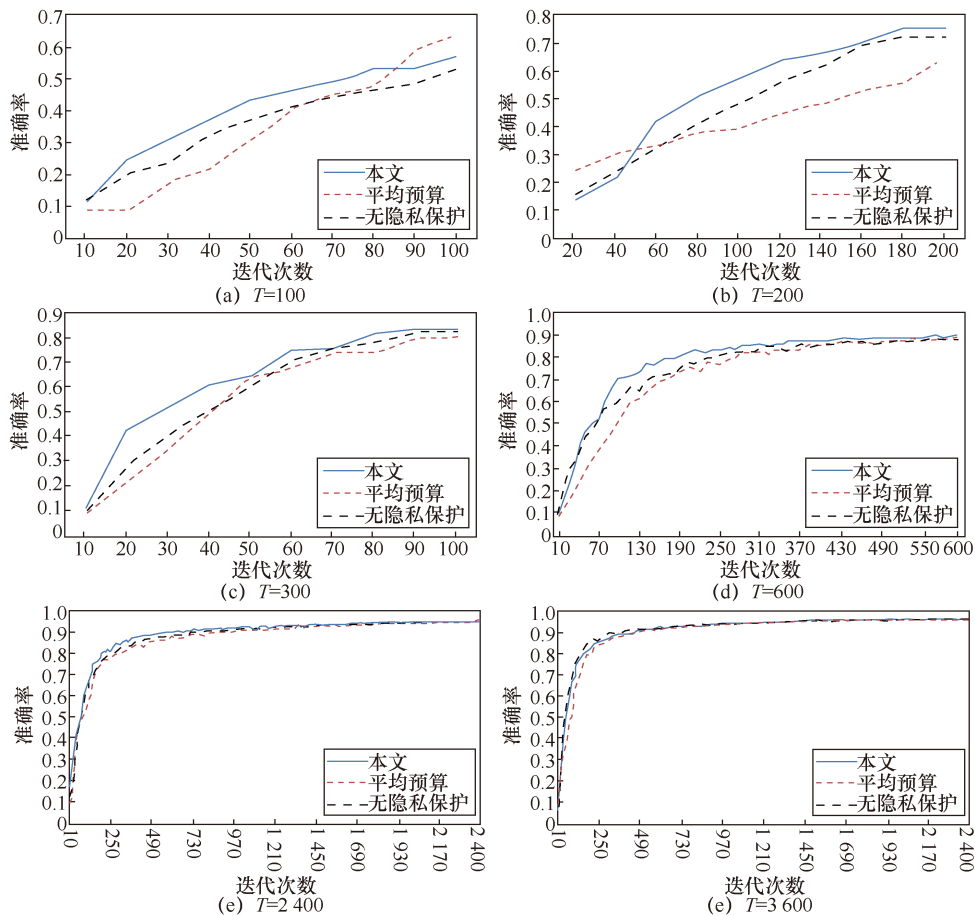 0.7
0.6
0.5
0.4
0.3
0.2
0.1
0
准确率
本文
平均预算
无隐私保护
10 20 30 40 50 60 70 80 90 100
迭代次数
(a) T=100
0.8
0.7
0.6
0.5
0.4
0.3
0.2
0.1
0
准确率
本文
平均预算
无隐私保护
20 40 60 80 100 120 140 160 180 200
迭代次数
(b) T=200
0.9
0.8
0.7
0.6
0.5
0.4
0.3
0.2
0.1
0
准确率
本文
平均预算
无隐私保护
10 20 30 40 50 60 70 80 90 100
迭代次数
(c) T=300
1.0
0.9
0.8
0.7
0.6
0.5
0.4
0.3
0.2
0.1
0
准确率
本文
平均预算
无隐私保护
10 70 130 190 250 310 370 430 490 550 600
迭代次数
(d) T=600
1.0
0.9
0.8
0.7
0.6
0.5
0.4
0.3
0.2
0.1
0
准确率
本文
平均预算
无隐私保护
10 250 490 730 970 1 210 1 450 1 690 1 930 2 170 2 400
迭代次数
(e) T=2 400
1.0
0.9
0.8
0.7
0.6
0.5
0.4
0.3
0.2
0.1
0
准确率
本文
平均预算
无隐私保护
10 250 490 730 970 1 210 1 450 1 690 1 930 2 170 2 400
迭代次数
(e) T=3 600